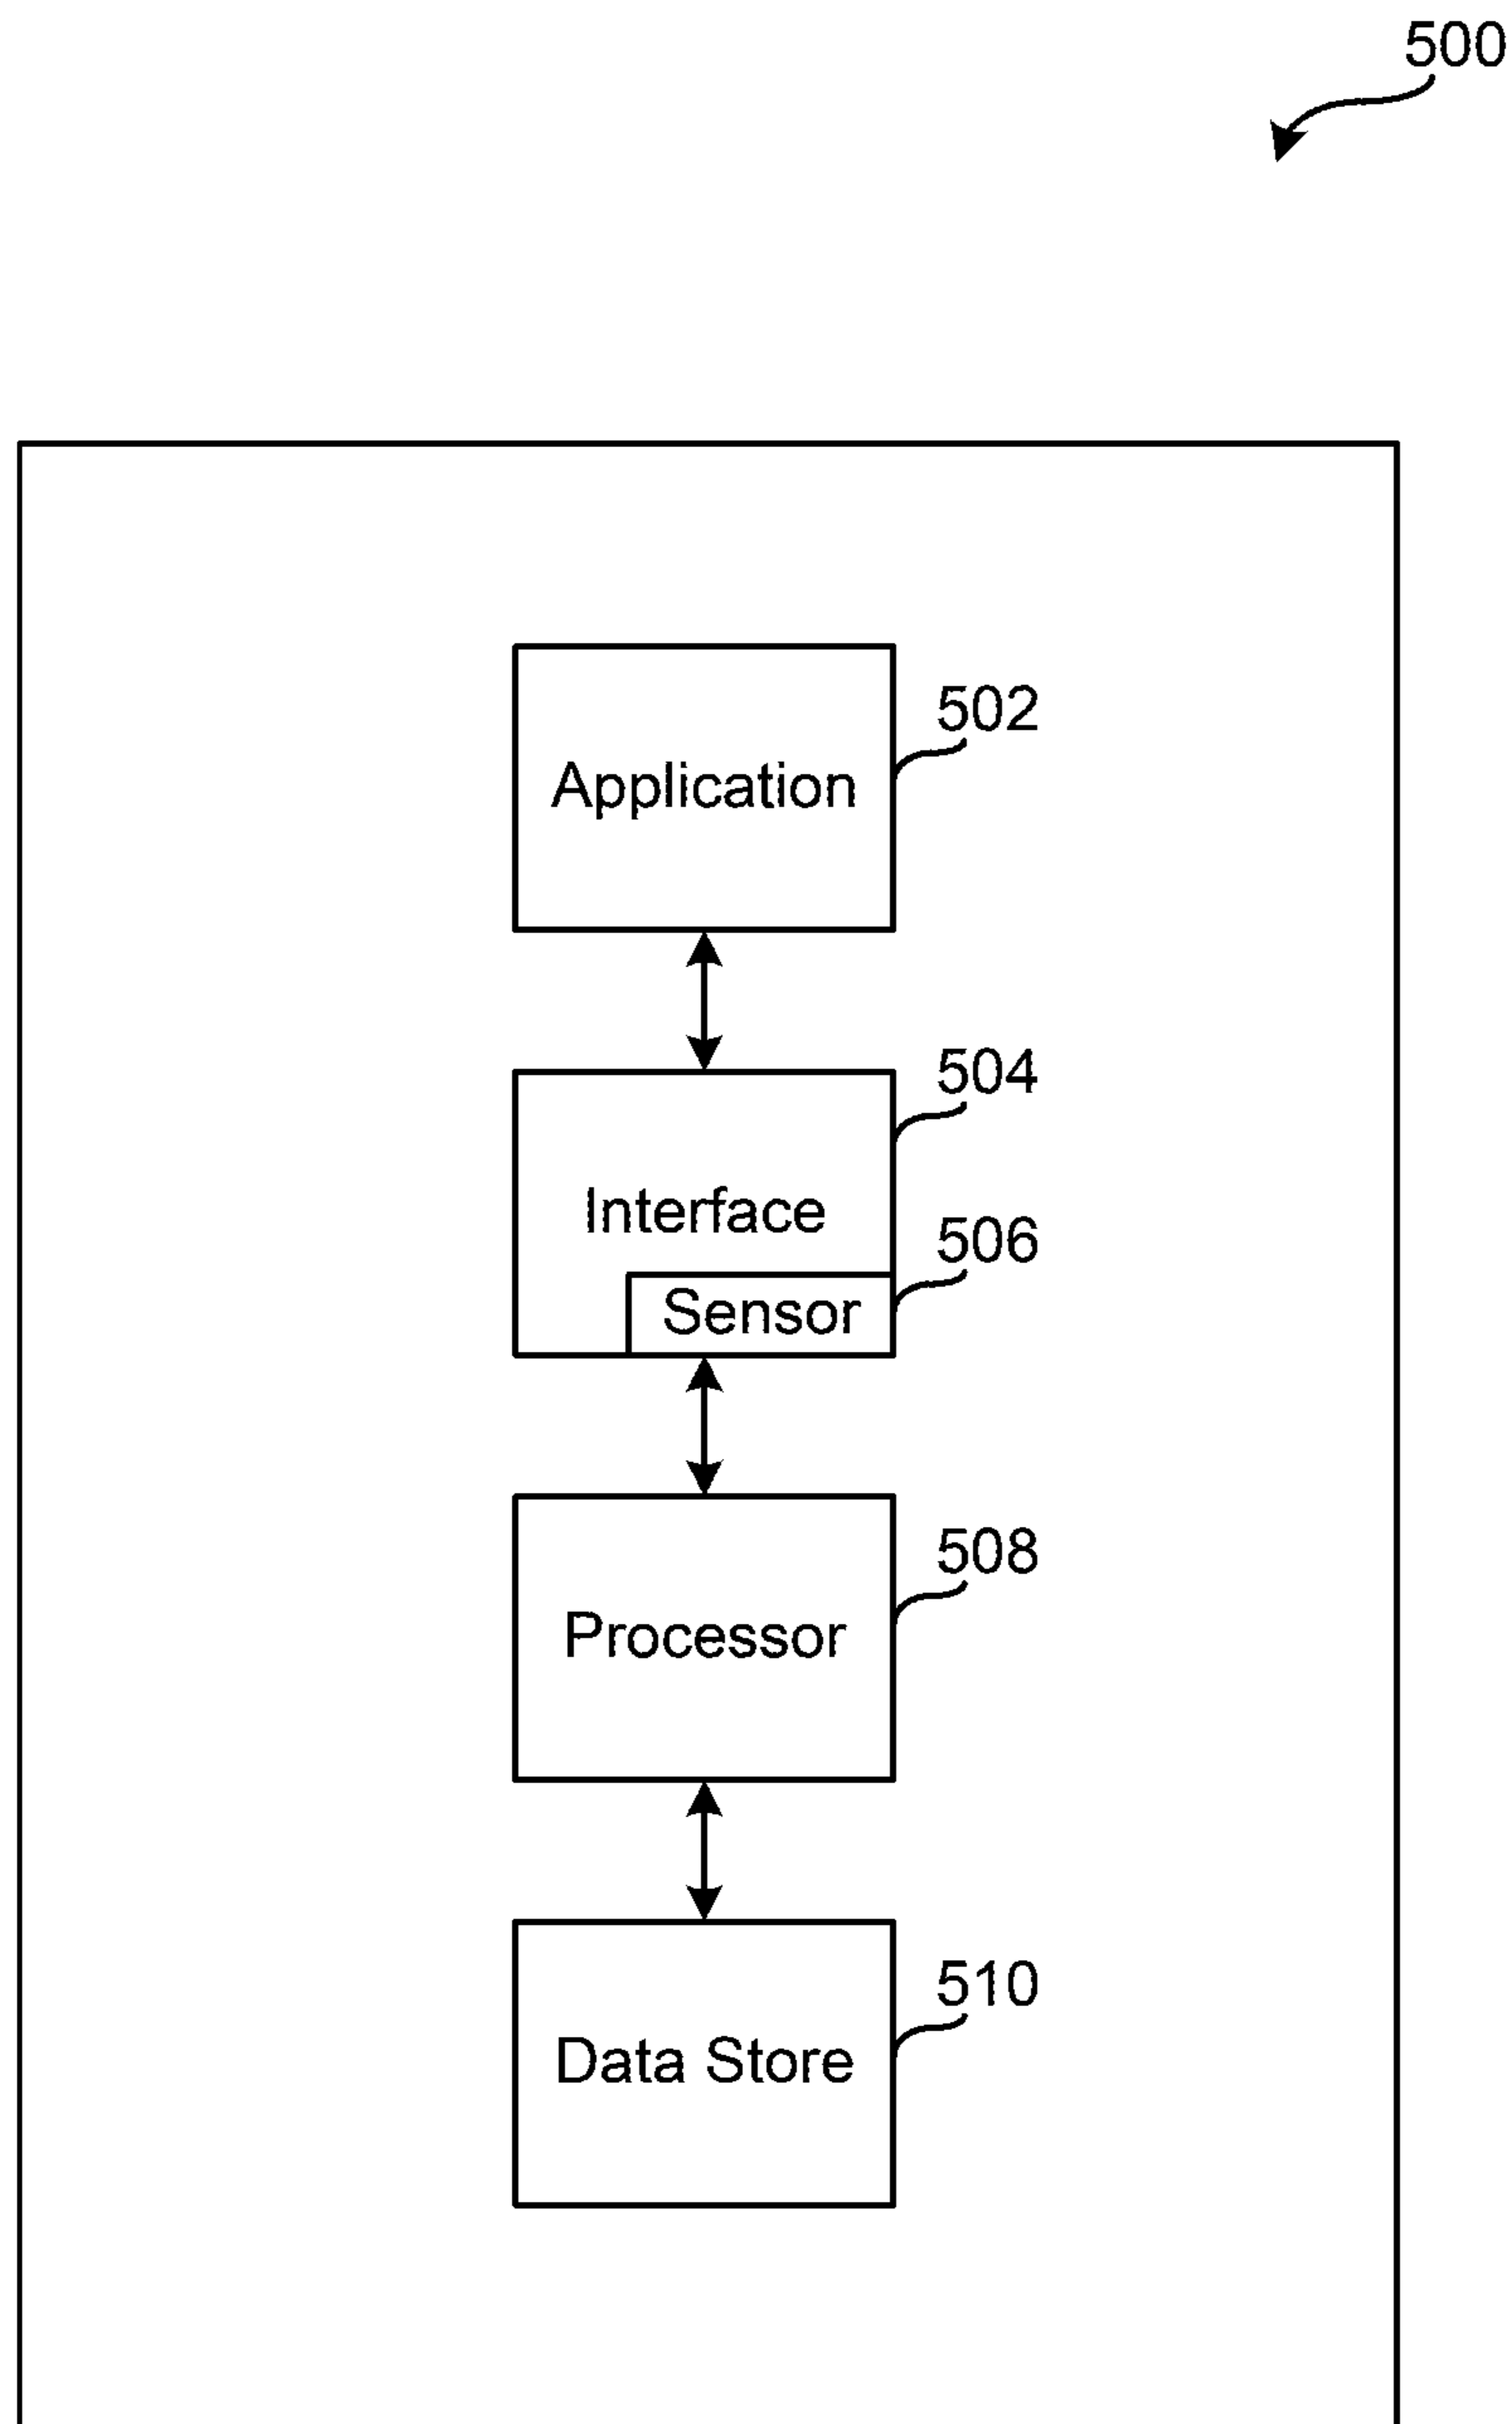 500
502
Application
504
Interface
506
Sensor
508
Processor
510
Data Store